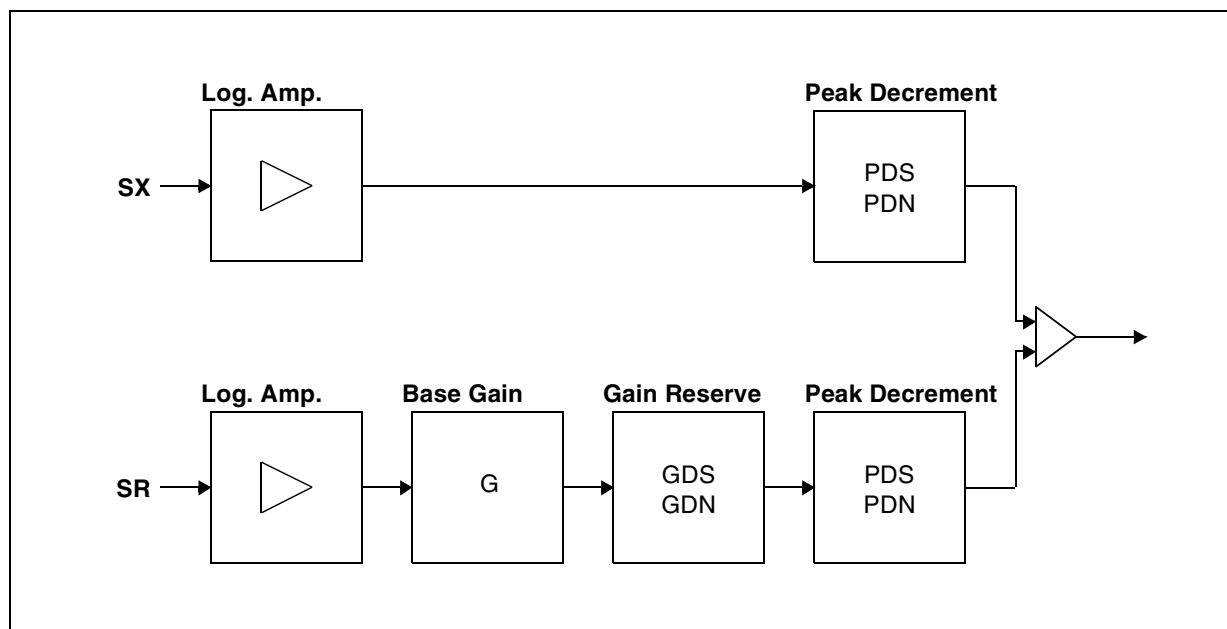 Log. Amp.
Peak Decrement
SX
PDS
PDN
Log. Amp.
Base Gain
Gain Reserve
Peak Decrement
SR
G
GDS
GDN
PDS
PDN